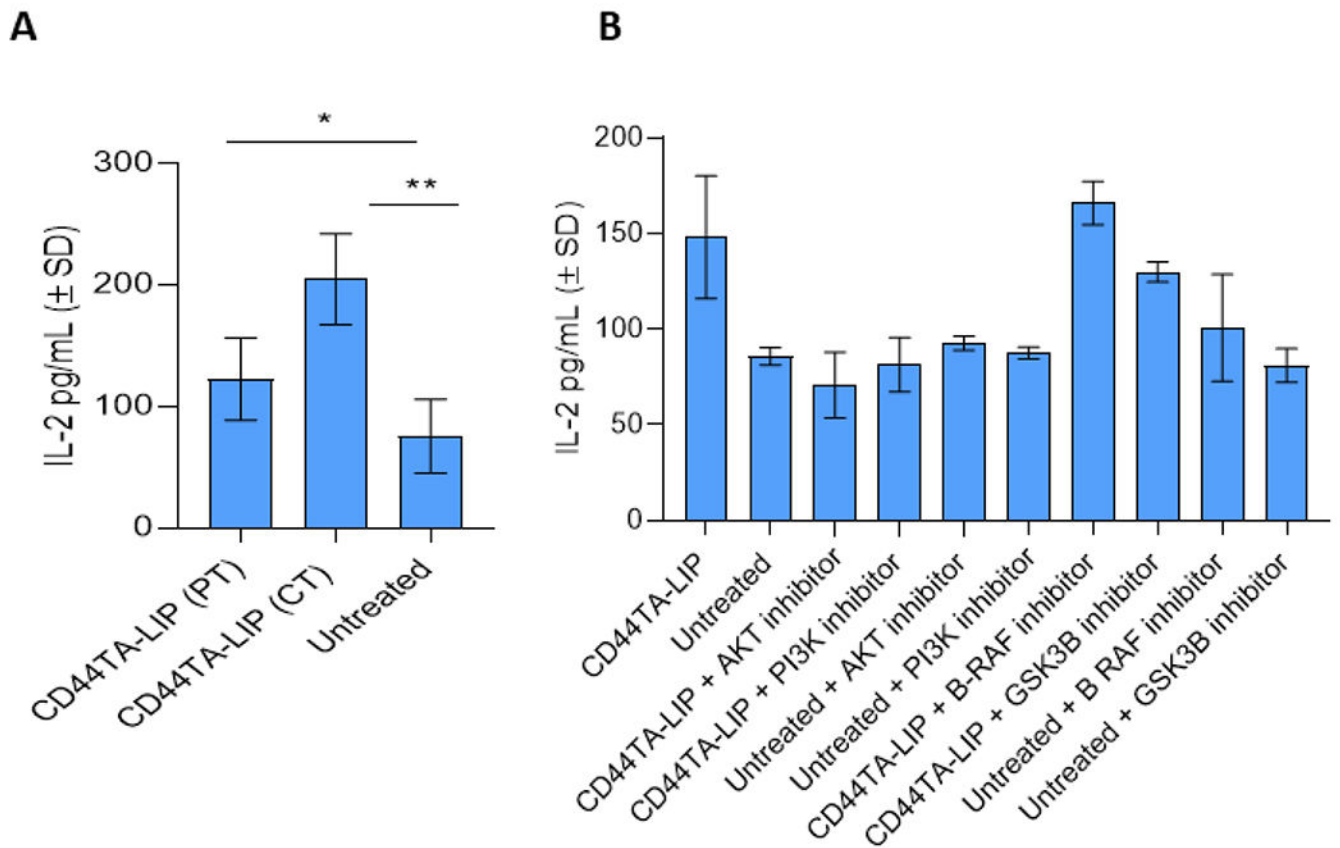 A
B
*
**
300
200
100
0
IL-2 pg/mL (± SD)
CD44TA-LIP (PT)
CD44TA-LIP (CT)
Untreated
200
150
100
50
0
IL-2 pg/mL (± SD)
CD44TA-LIP
Untreated
CD44TA-LIP + AKT inhibitor
CD44TA-LIP + PI3K inhibitor
Untreated + AKT inhibitor
Untreated + PI3K inhibitor
CD44TA-LIP + B-RAF inhibitor
CD44TA-LIP + GSK3B inhibitor
Untreated + B RAF inhibitor
Untreated + GSK3B inhibitor